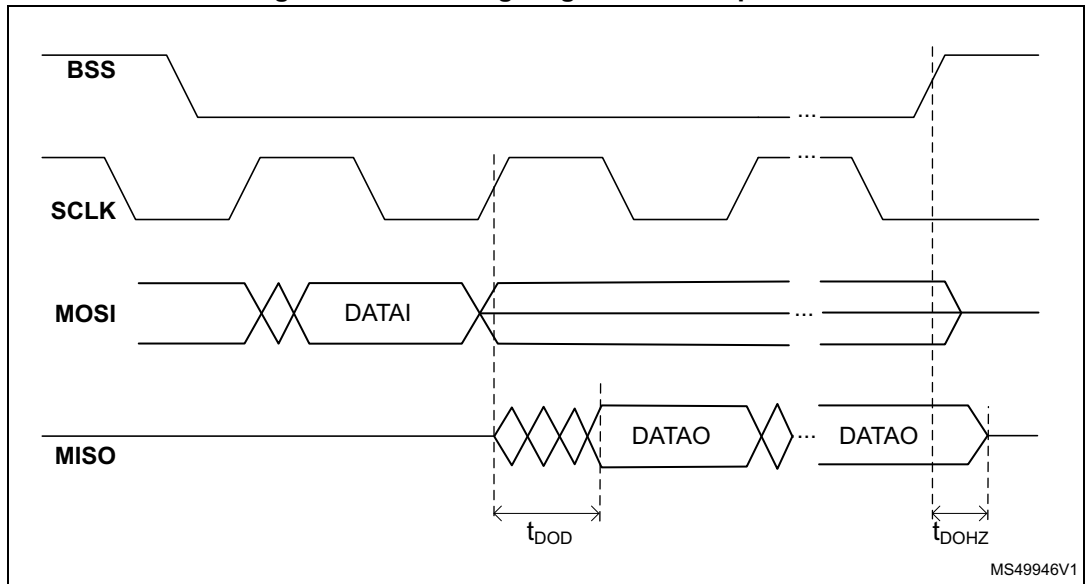 BSS
...
...
SCLK
MOSI
DATAI
...
MISO
DATAO
...
DATAO
tDOD
tDOHZ
MS49946V1